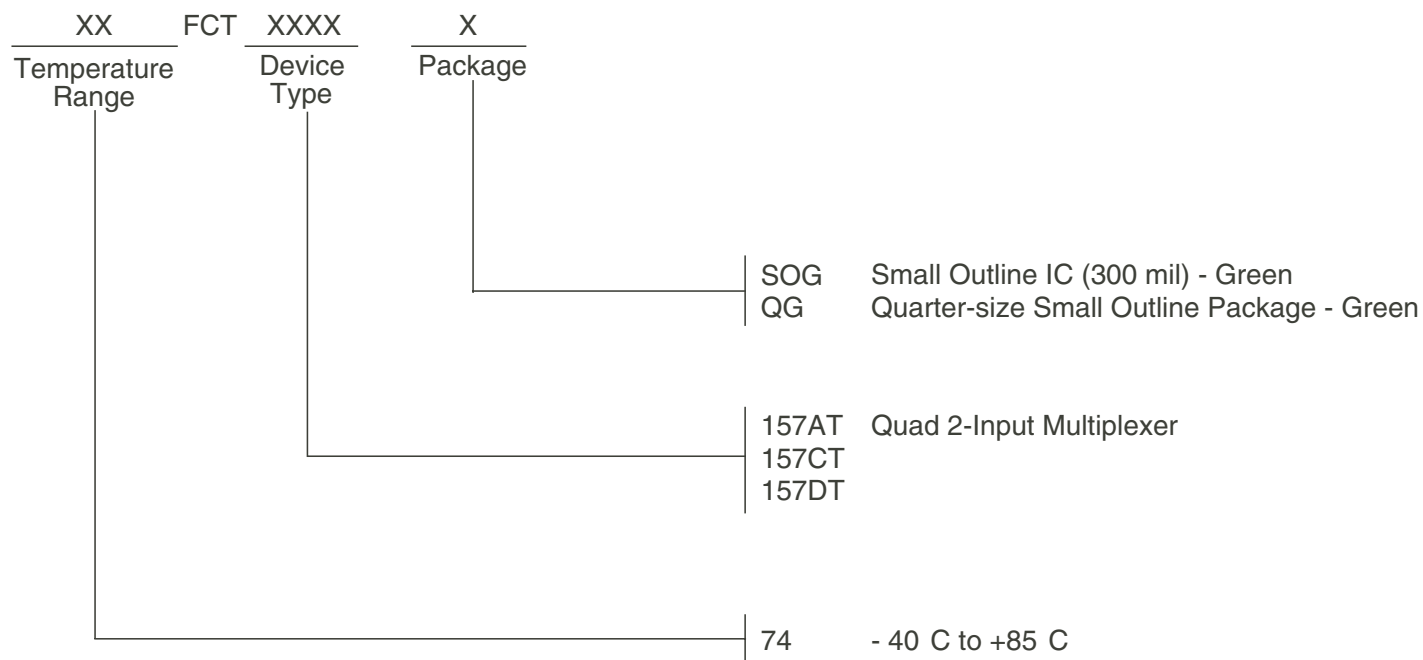 XX FCT XXXX X
Temperature Range
Device Type
Package
SOG Small Outline IC (300 mil) - Green
QG Quarter-size Small Outline Package - Green
157AT Quad 2-Input Multiplexer
157CT
157DT
74 - 40 C to +85 C